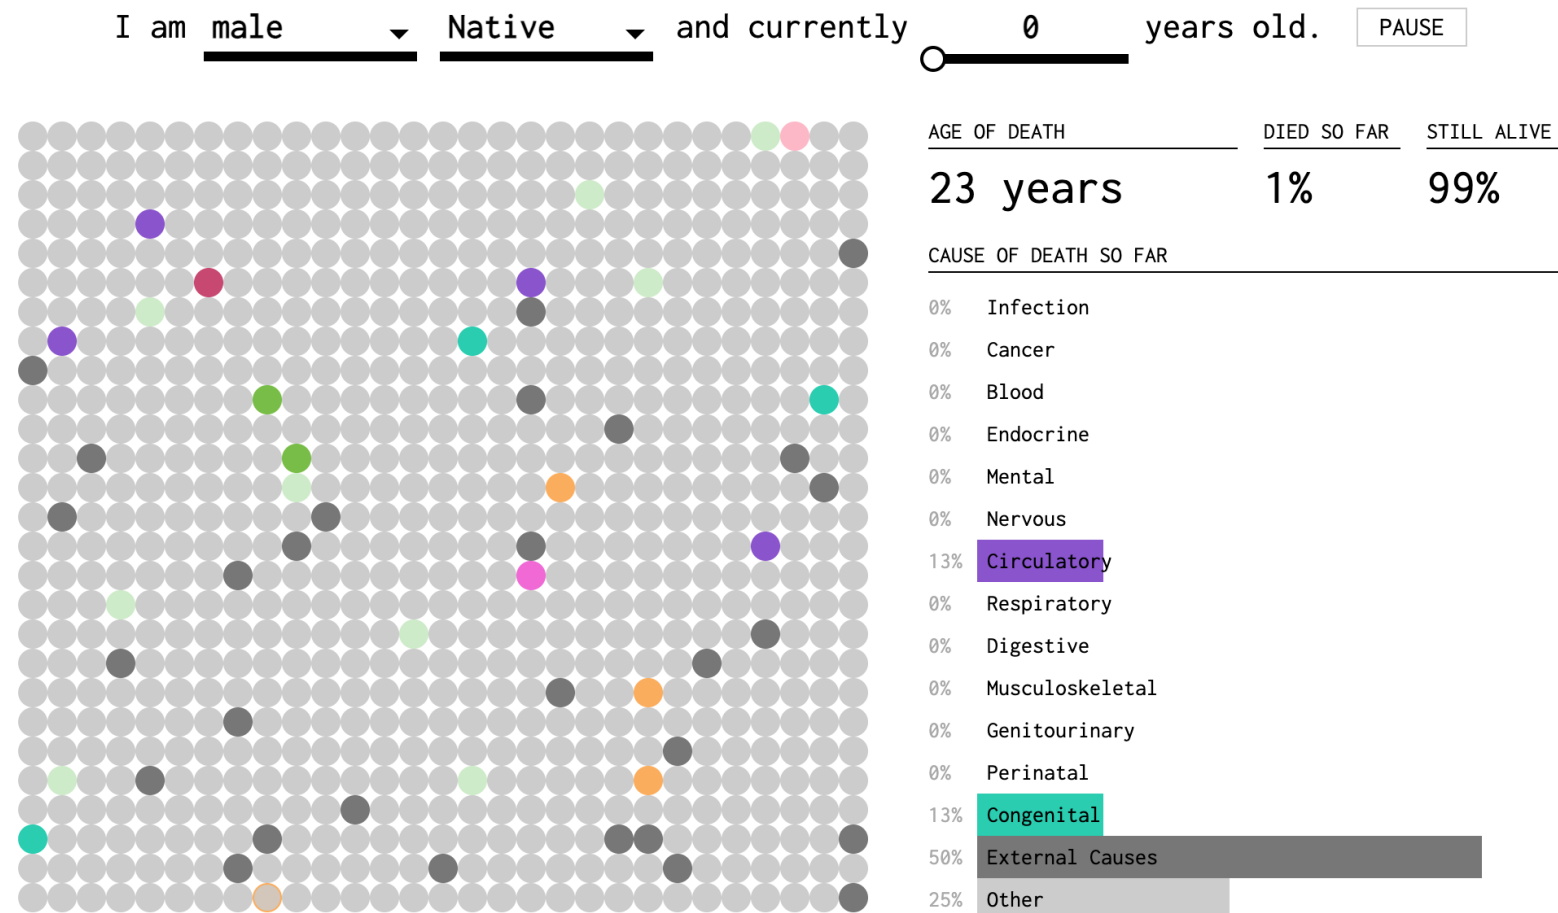 I am male Native and currently 0 years old. PAUSE
AGE OF DEATH DIED SO FAR STILL ALIVE
23 years 1% 99%
CAUSE OF DEATH SO FAR
0% Infection
0% Cancer
0% Blood
0% Endocrine
0% Mental
0% Nervous
13% Circulatory
0% Respiratory
0% Digestive
0% Musculoskeletal
0% Genitourinary
0% Perinatal
13% Congenital
50% External Causes
25% Other